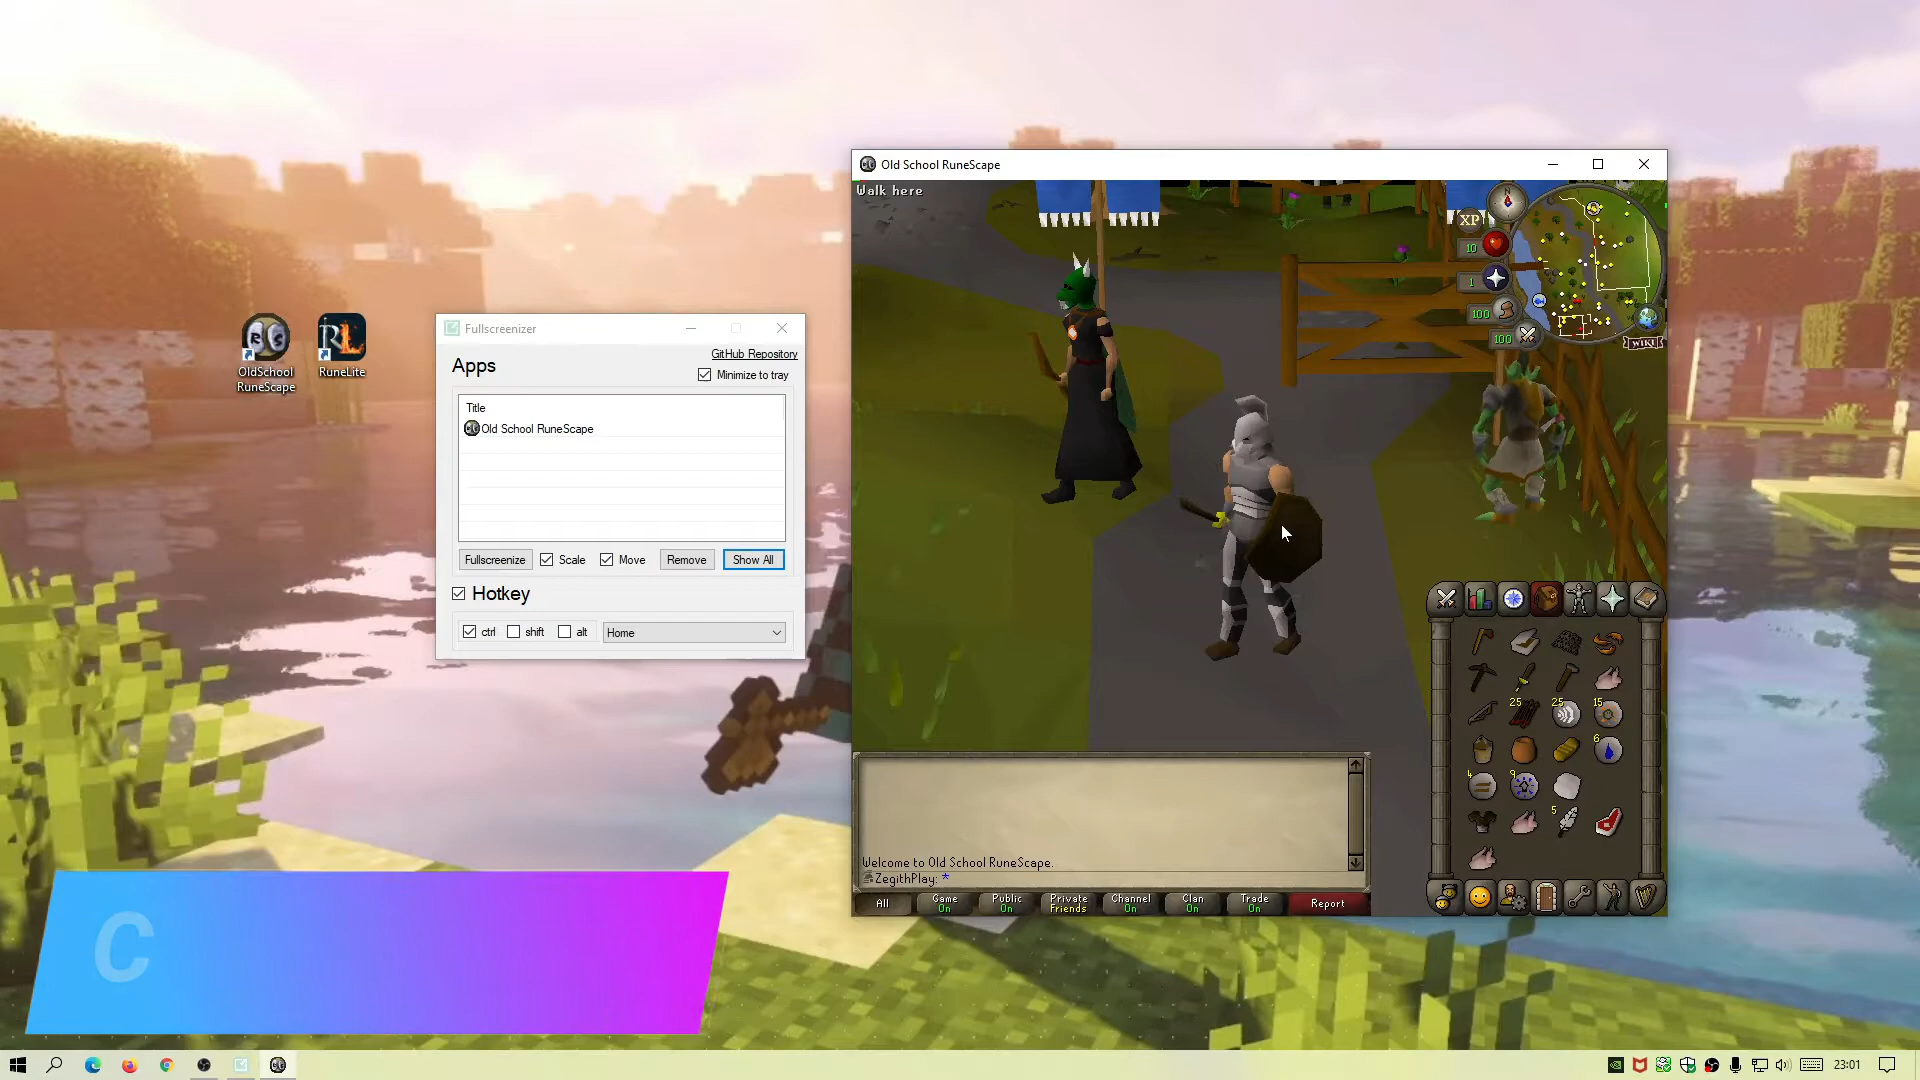 Old School RuneScape
Walk here
XP
N
10
1
100
100
WIKI
OldSchool
RuneScape
RuneLite
Fullscreenizer
GitHub Repository
Apps
Minimize to tray
Title
Old School RuneScape
Fullscreenize
Scale
Move
Remove
Show All
Hotkey
ctrl
shift
alt
Home
25
25
15
6
4
9
5
Welcome to Old School RuneScape.
ZegithPlay: *
All
Game
On
Public
On
Private
Friends
Channel
On
Clan
On
Trade
On
Report
C
23:01